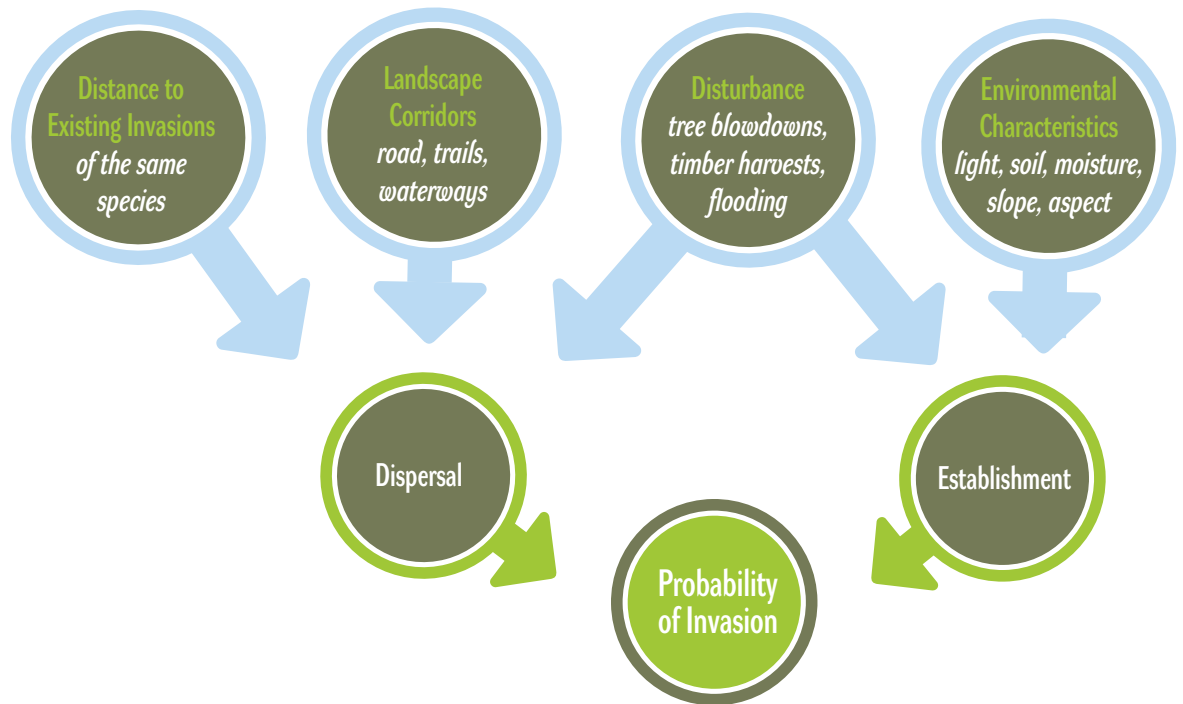 Distance to
Existing Invasions
of the same
species
Landscape
Corridors
road, trails,
waterways
Disturbance
tree blowdowns,
timber harvests,
flooding
Environmental
Characteristics
light, soil, moisture,
slope, aspect
Dispersal
Establishment
Probability
of Invasion